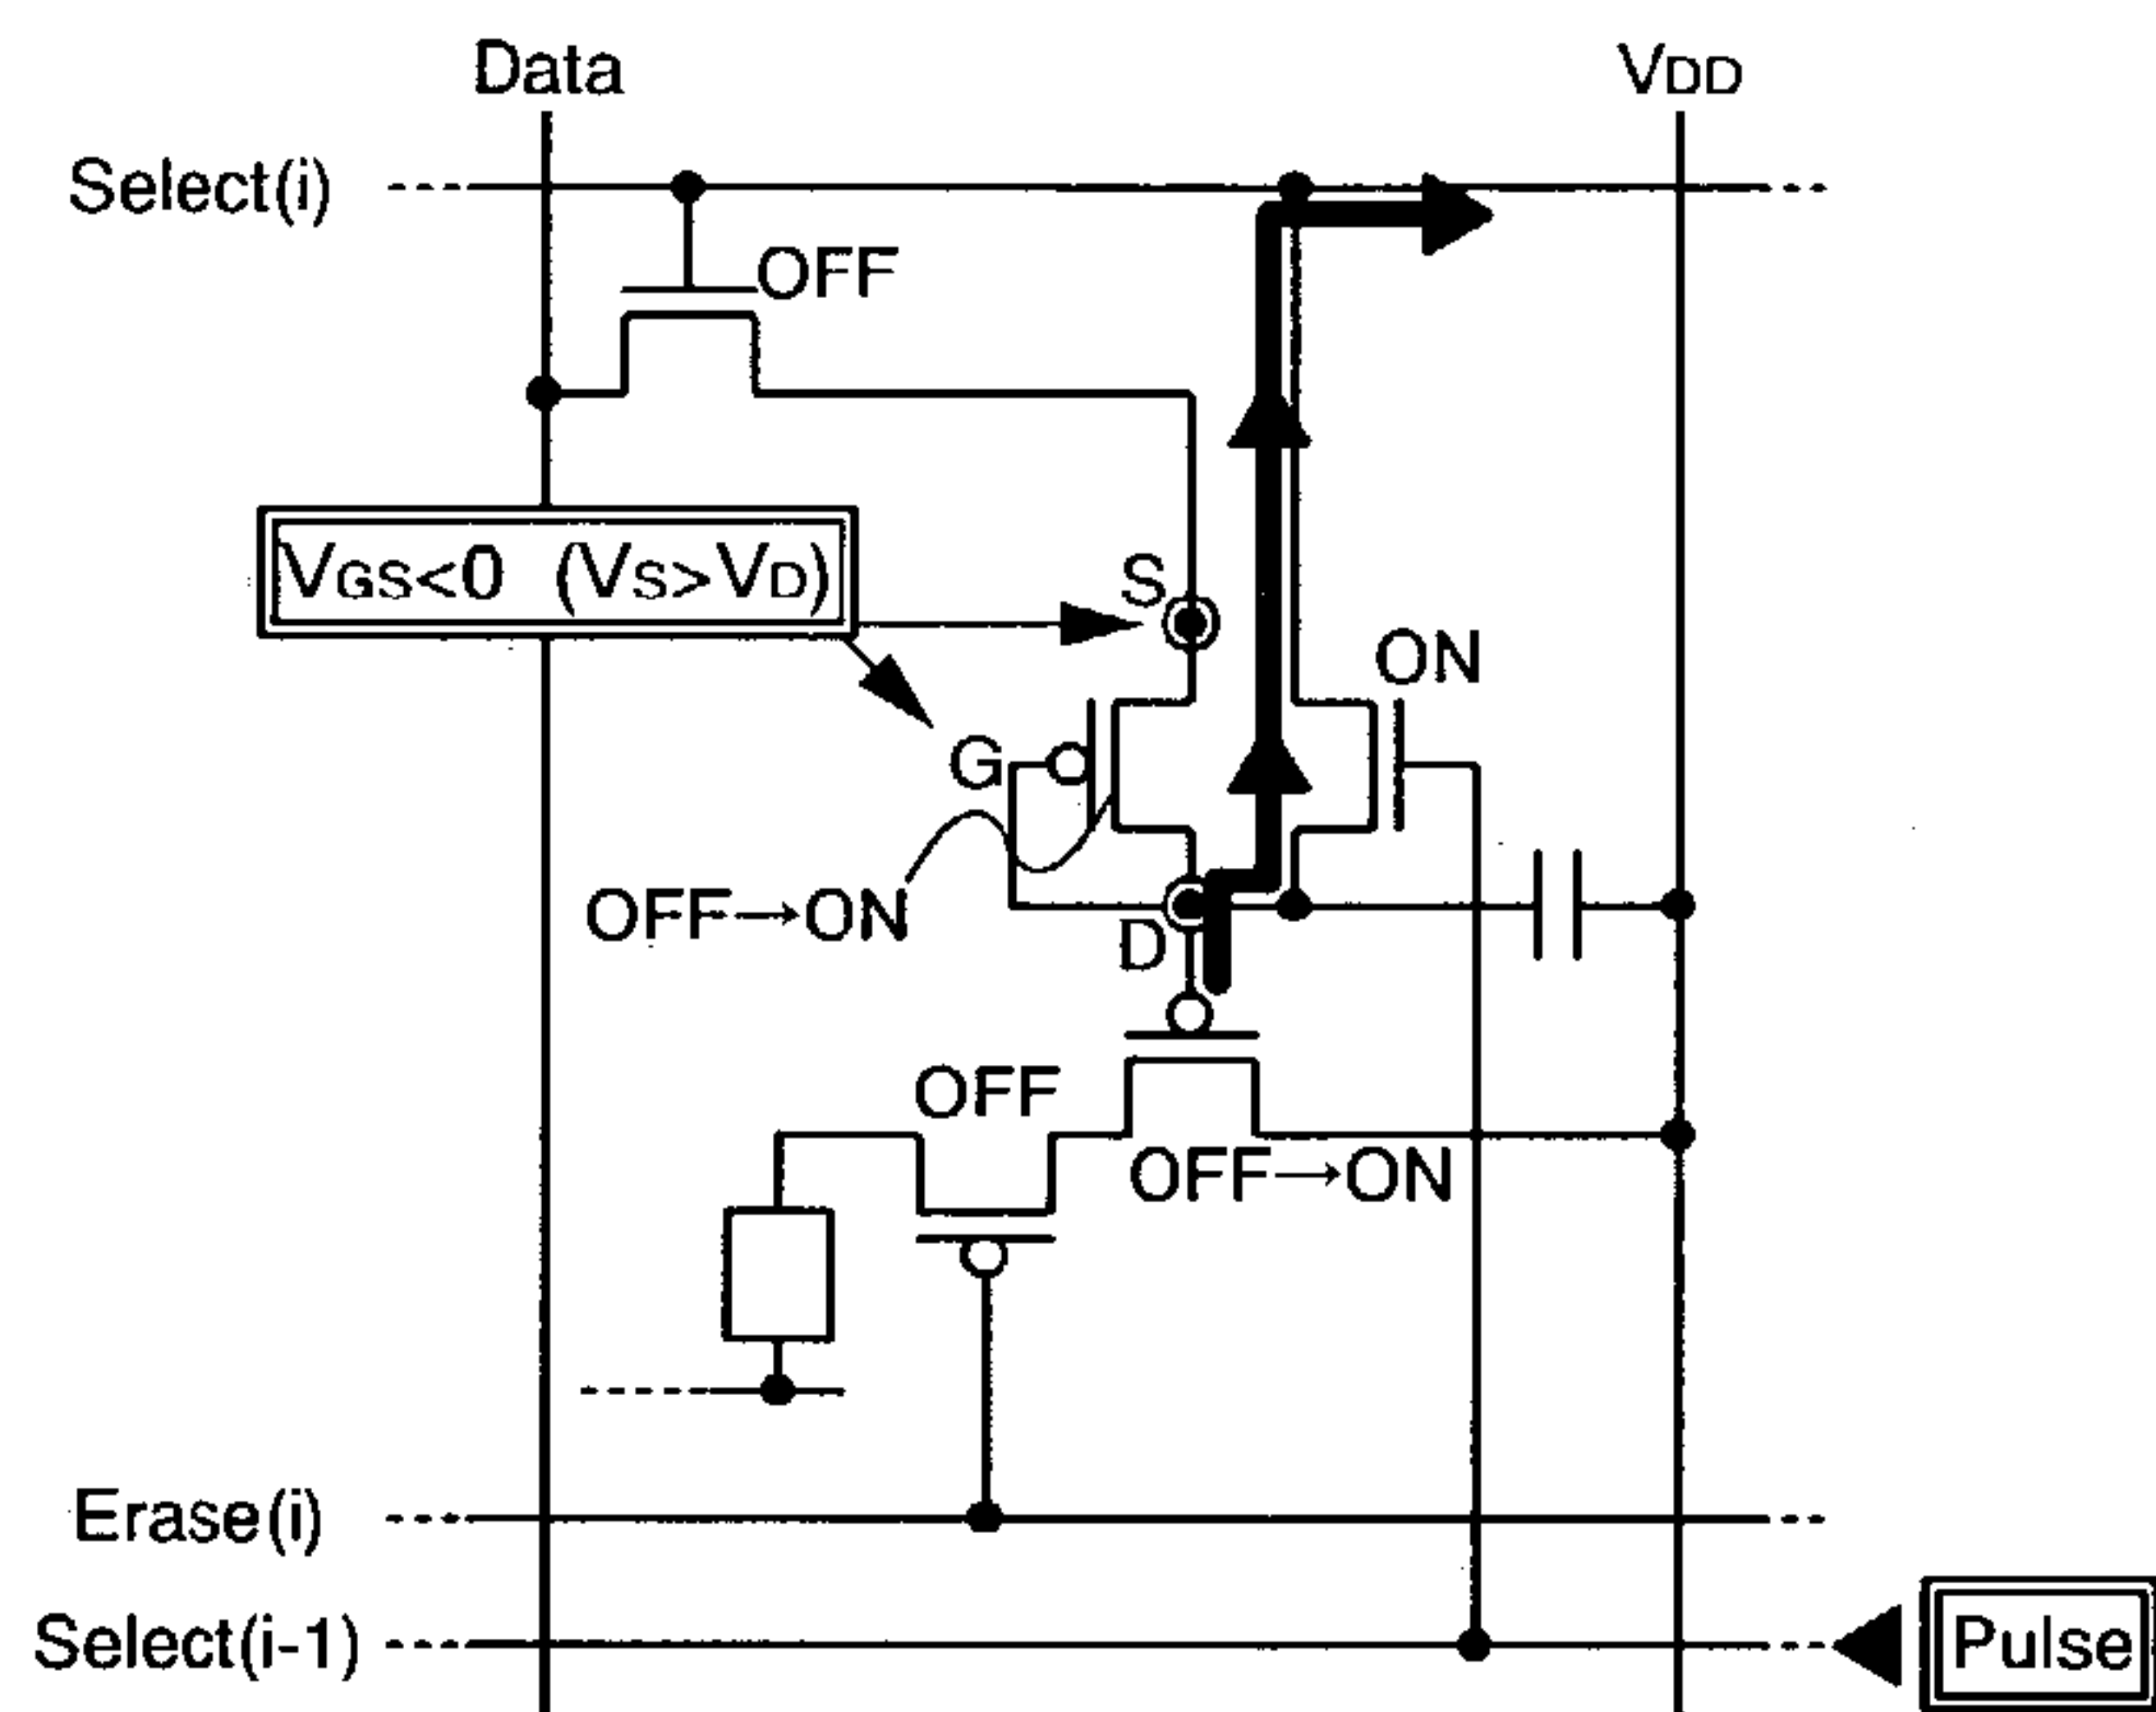 Data
VDD
Select(i)
OFF
VGS<0 (VS>VD)
S
ON
G
OFF→ON
D
OFF
OFF→ON
Erase(i)
Select(i-1)
Pulse